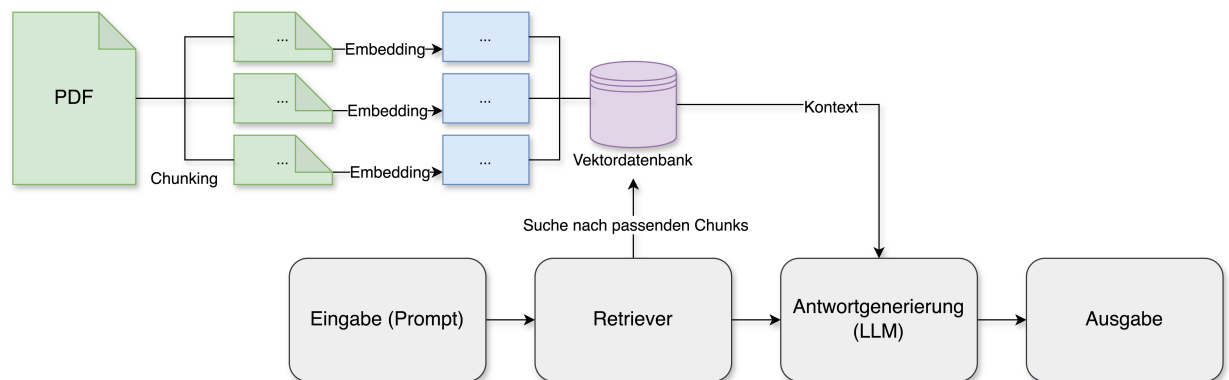 PDF
Chunking
...
...
...
Embedding
Embedding
Embedding
...
...
...
Vektordatenbank
Kontext
Suche nach passenden Chunks
Eingabe (Prompt)
Retriever
Antwortgenerierung
(LLM)
Ausgabe